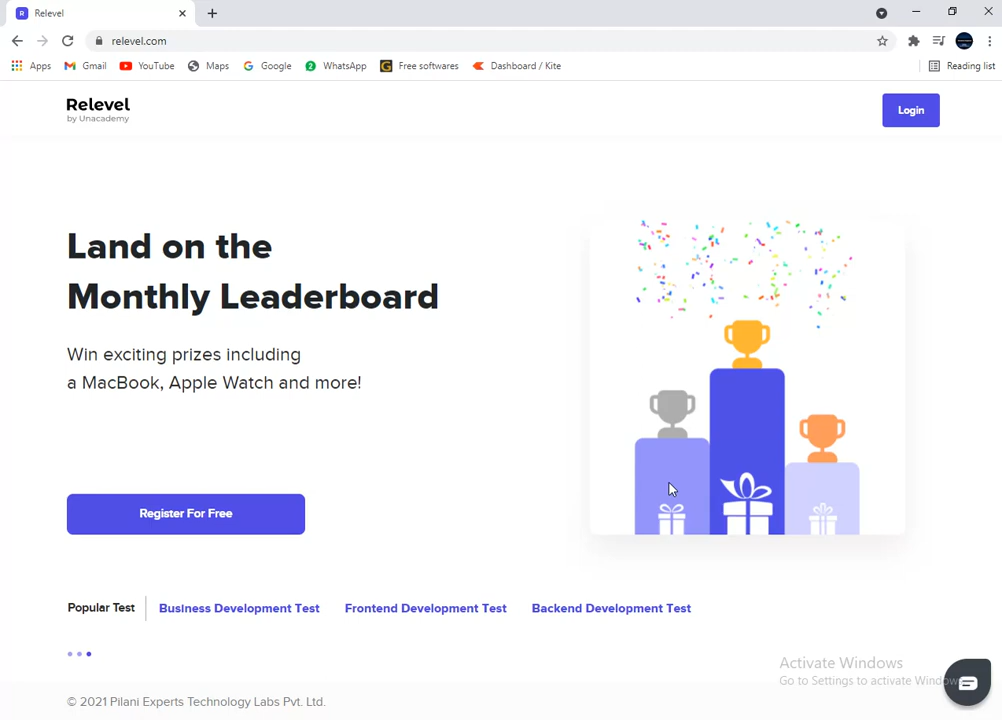 Relevel
relevel.com
Apps
Gmail
YouTube
Maps
Google
2
WhatsApp
G
Free softwares
Dashboard / Kite
Reading list
Relevel
by Unacademy
Login
Land on the
Monthly Leaderboard
Win exciting prizes including
a MacBook, Apple Watch and more!
Register For Free
Popular Test
Business Development Test
Frontend Development Test
Backend Development Test
Activate Windows
Go to Settings to activate Windows
© 2021 Pilani Experts Technology Labs Pvt. Ltd.